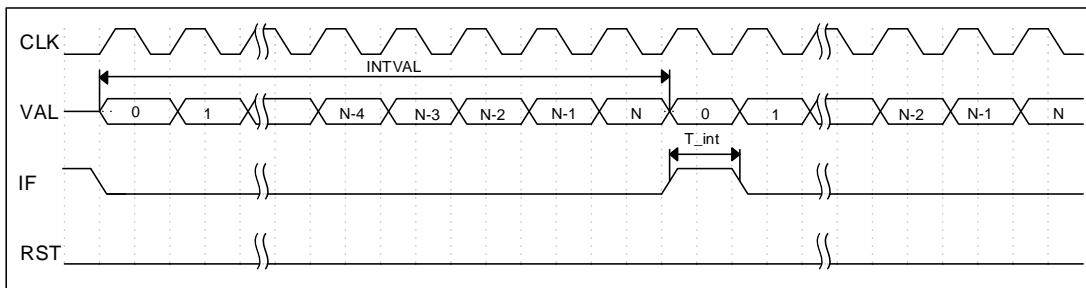 CLK
INTVAL
VAL 0 1 N-4 N-3 N-2 N-1 N 0 1 N-2 N-1 N
T_int
IF
RST